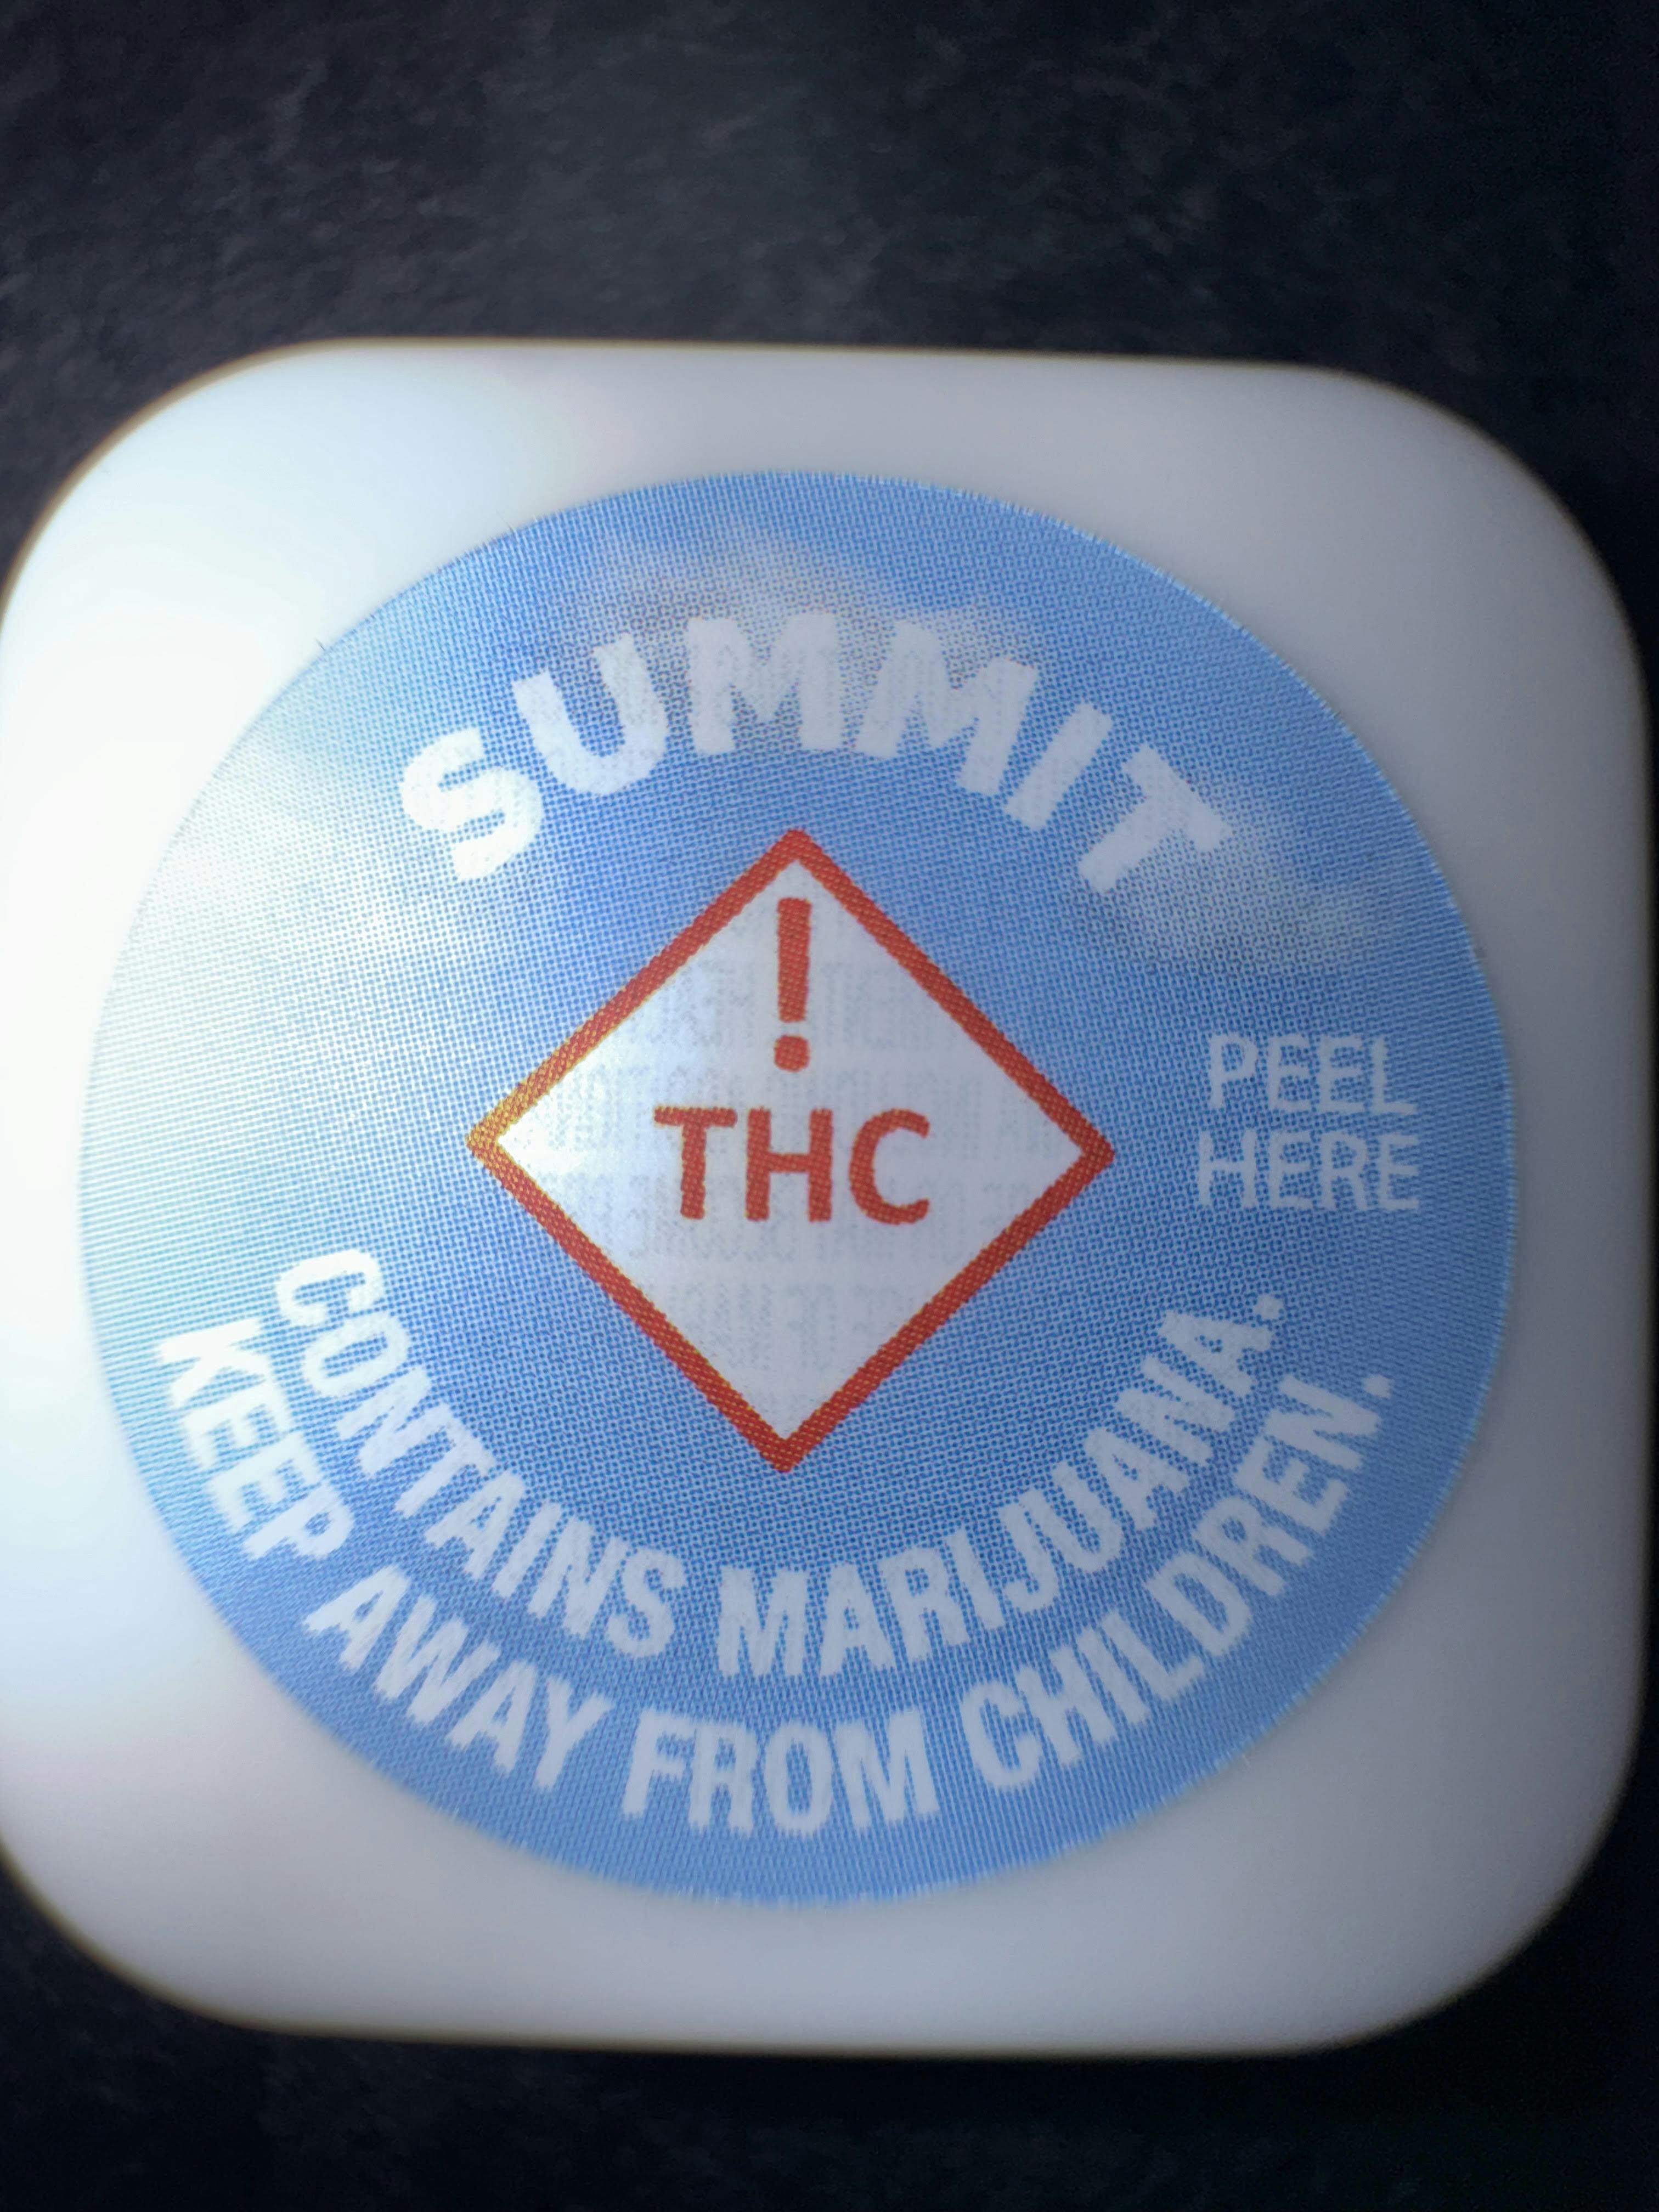 SUMMIT
!
THC
PEEL
HERE
CONTAINS MARIJUANA.
KEEP AWAY FROM CHILDREN.